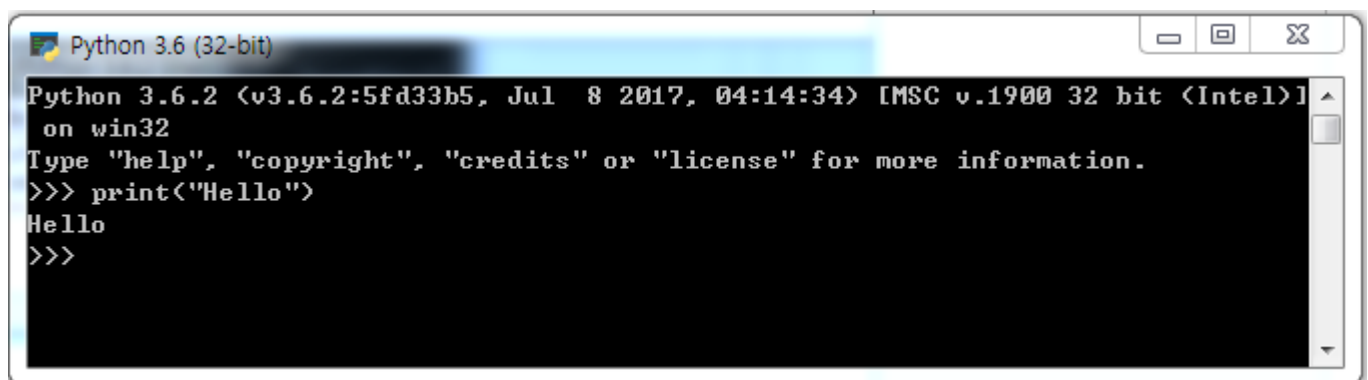 Python 3.6 (32-bit)
Python 3.6.2 (v3.6.2:5fd33b5, Jul  8 2017, 04:14:34) [MSC v.1900 32 bit (Intel)]
 on win32
Type "help", "copyright", "credits" or "license" for more information.
>>> print("Hello")
Hello
>>>